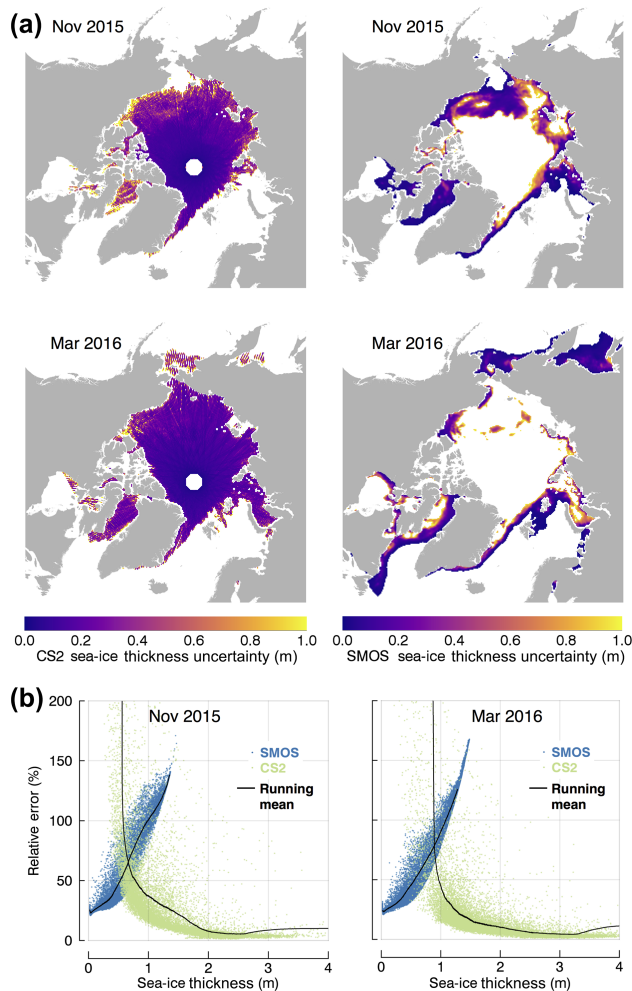 (a)
Nov 2015
Nov 2015
Mar 2016
Mar 2016
0.0 0.2 0.4 0.6 0.8 1.0
CS2 sea-ice thickness uncertainty (m)
0.0 0.2 0.4 0.6 0.8 1.0
SMOS sea-ice thickness uncertainty (m)
(b)
Nov 2015
Mar 2016
200
150
100
50
0
Relative error (%)
SMOS
CS2
Running
mean
SMOS
CS2
Running
mean
0 1 2 3 4
Sea-ice thickness (m)
0 1 2 3 4
Sea-ice thickness (m)